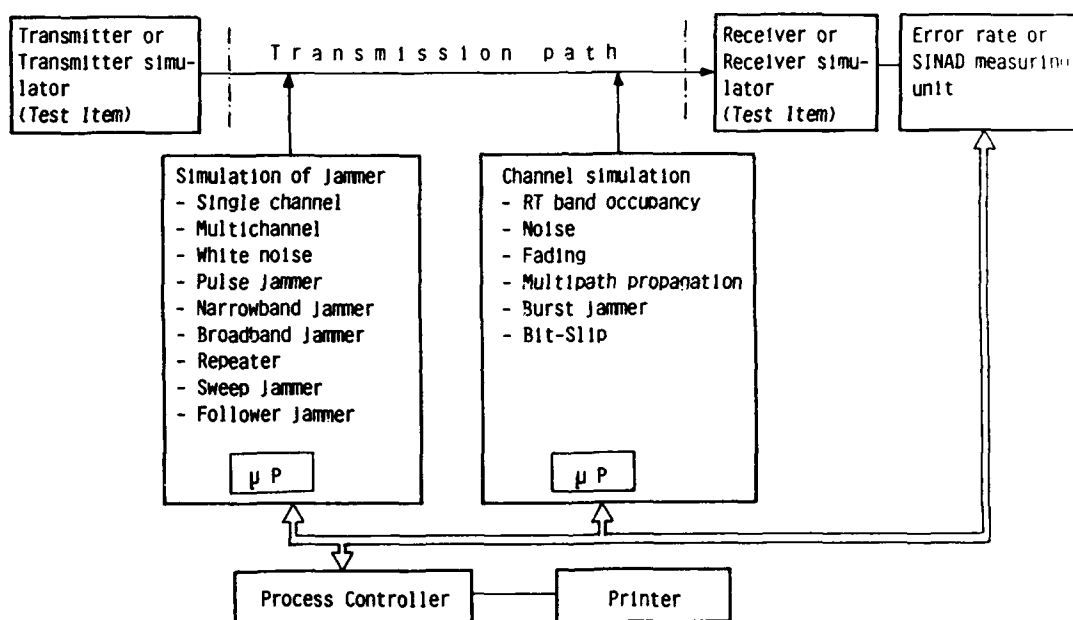 Transmitter or
Transmitter simu-
lator
(Test Item)
Transmission path
Receiver or
Receiver simu-
lator
(Test Item)
Error rate or
SINAD measuring
unit
Simulation of jammer
- Single channel
- Multichannel
- White noise
- Pulse jammer
- Narrowband jammer
- Broadband jammer
- Repeater
- Sweep jammer
- Follower jammer
µ P
Channel simulation
- RT band occupancy
- Noise
- Fading
- Multipath propagation
- Burst jammer
- Bit-Slip
µ P
Process Controller
Printer